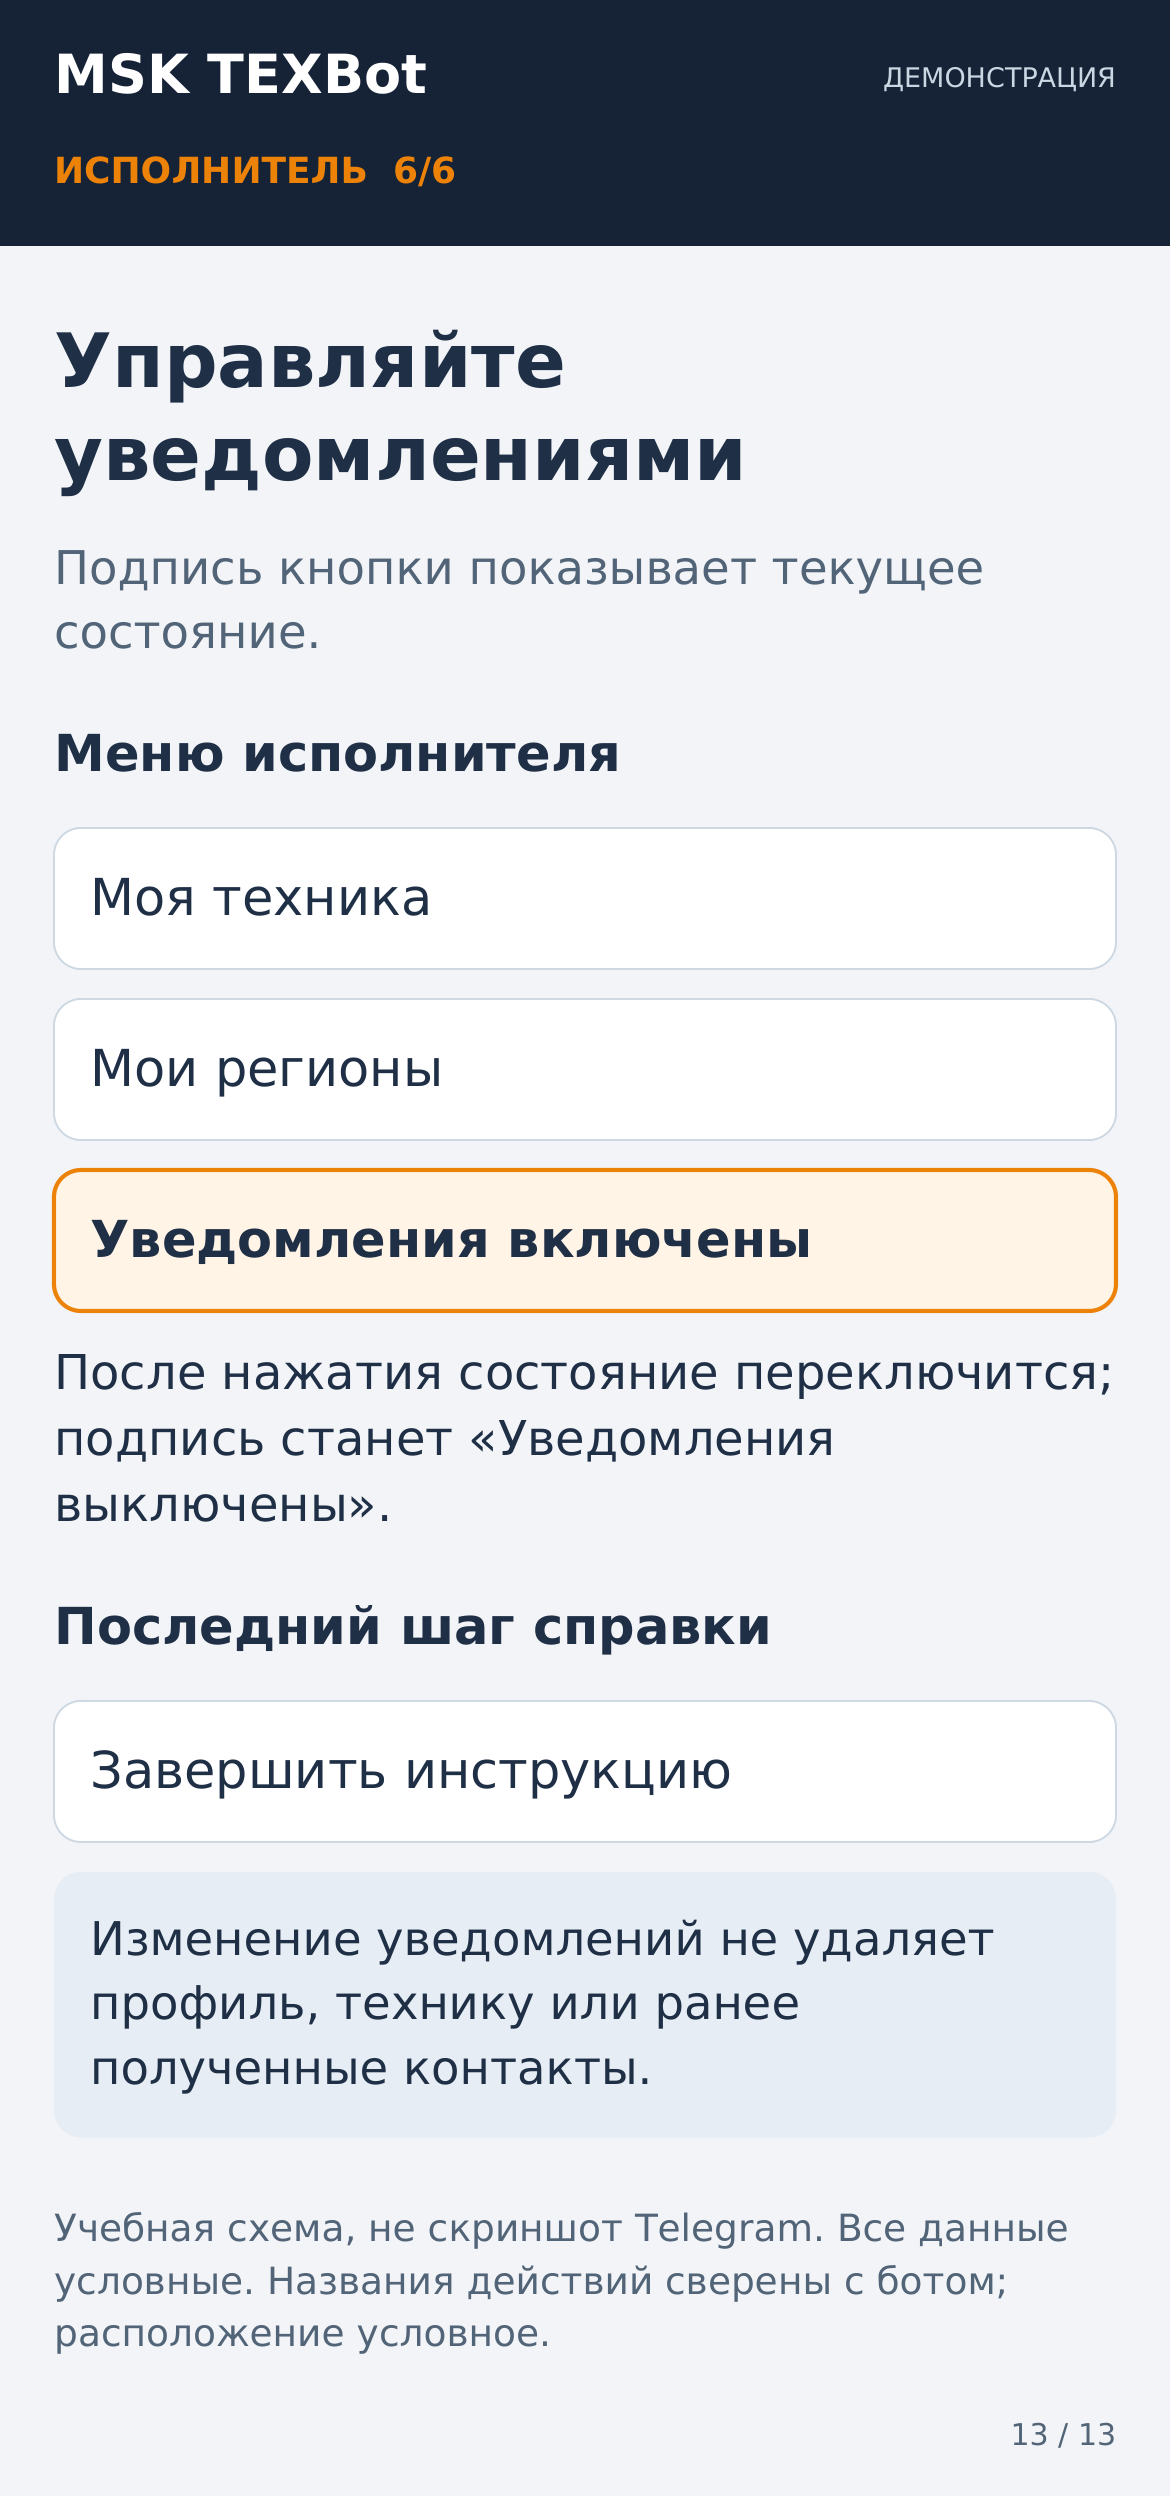 MSK TEXBot
ДЕМОНСТРАЦИЯ
ИСПОЛНИТЕЛЬ 6/6
Управляйте
уведомлениями
Подпись кнопки показывает текущее
состояние.
Меню исполнителя
Моя техника
Мои регионы
Уведомления включены
После нажатия состояние переключится;
подпись станет «Уведомления
выключены».
Последний шаг справки
Завершить инструкцию
Изменение уведомлений не удаляет
профиль, технику или ранее
полученные контакты.
Учебная схема, не скриншот Telegram. Все данные
условные. Названия действий сверены с ботом;
расположение условное.
13 / 13